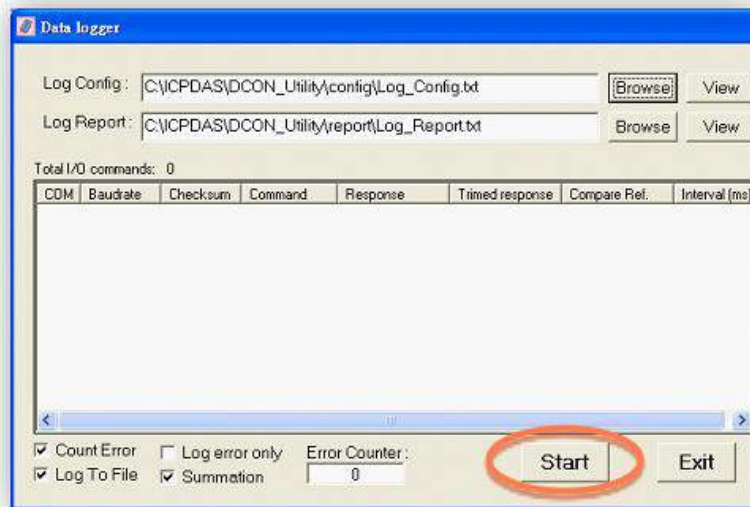 Data logger
Log Config : C:\ICPDAS\DCON_Utility\config\Log_Config.txt Browse View
Log Report : C:\ICPDAS\DCON_Utility\report\Log_Report.txt Browse View
Total I/O commands: 0
COM Baudrate Checksum Command Response Trimed response Compare Ref. Interval (ms)
Count Error Log error only Error Counter :
Log To File Summation 0
Start Exit